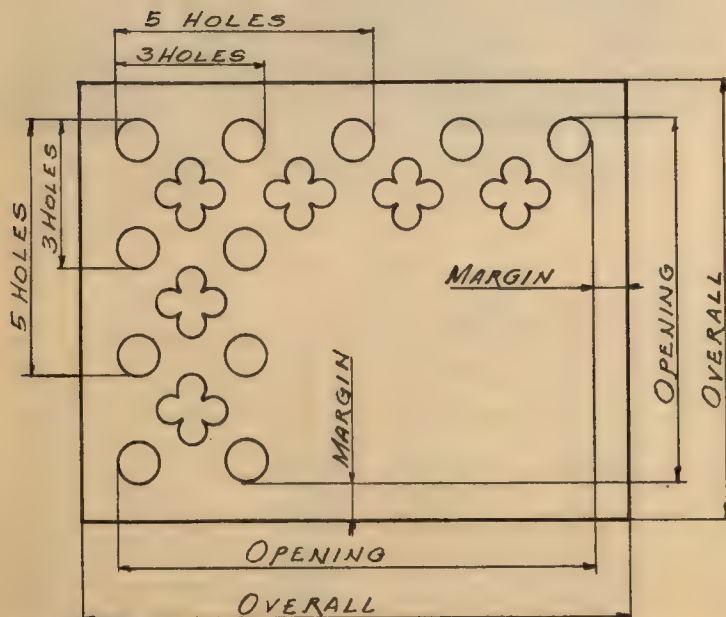 5 HOLES
3 HOLES
5 HOLES
3 HOLES
MARGIN
OPENING
OVERALL
MARGIN
OPENING
OVERALL